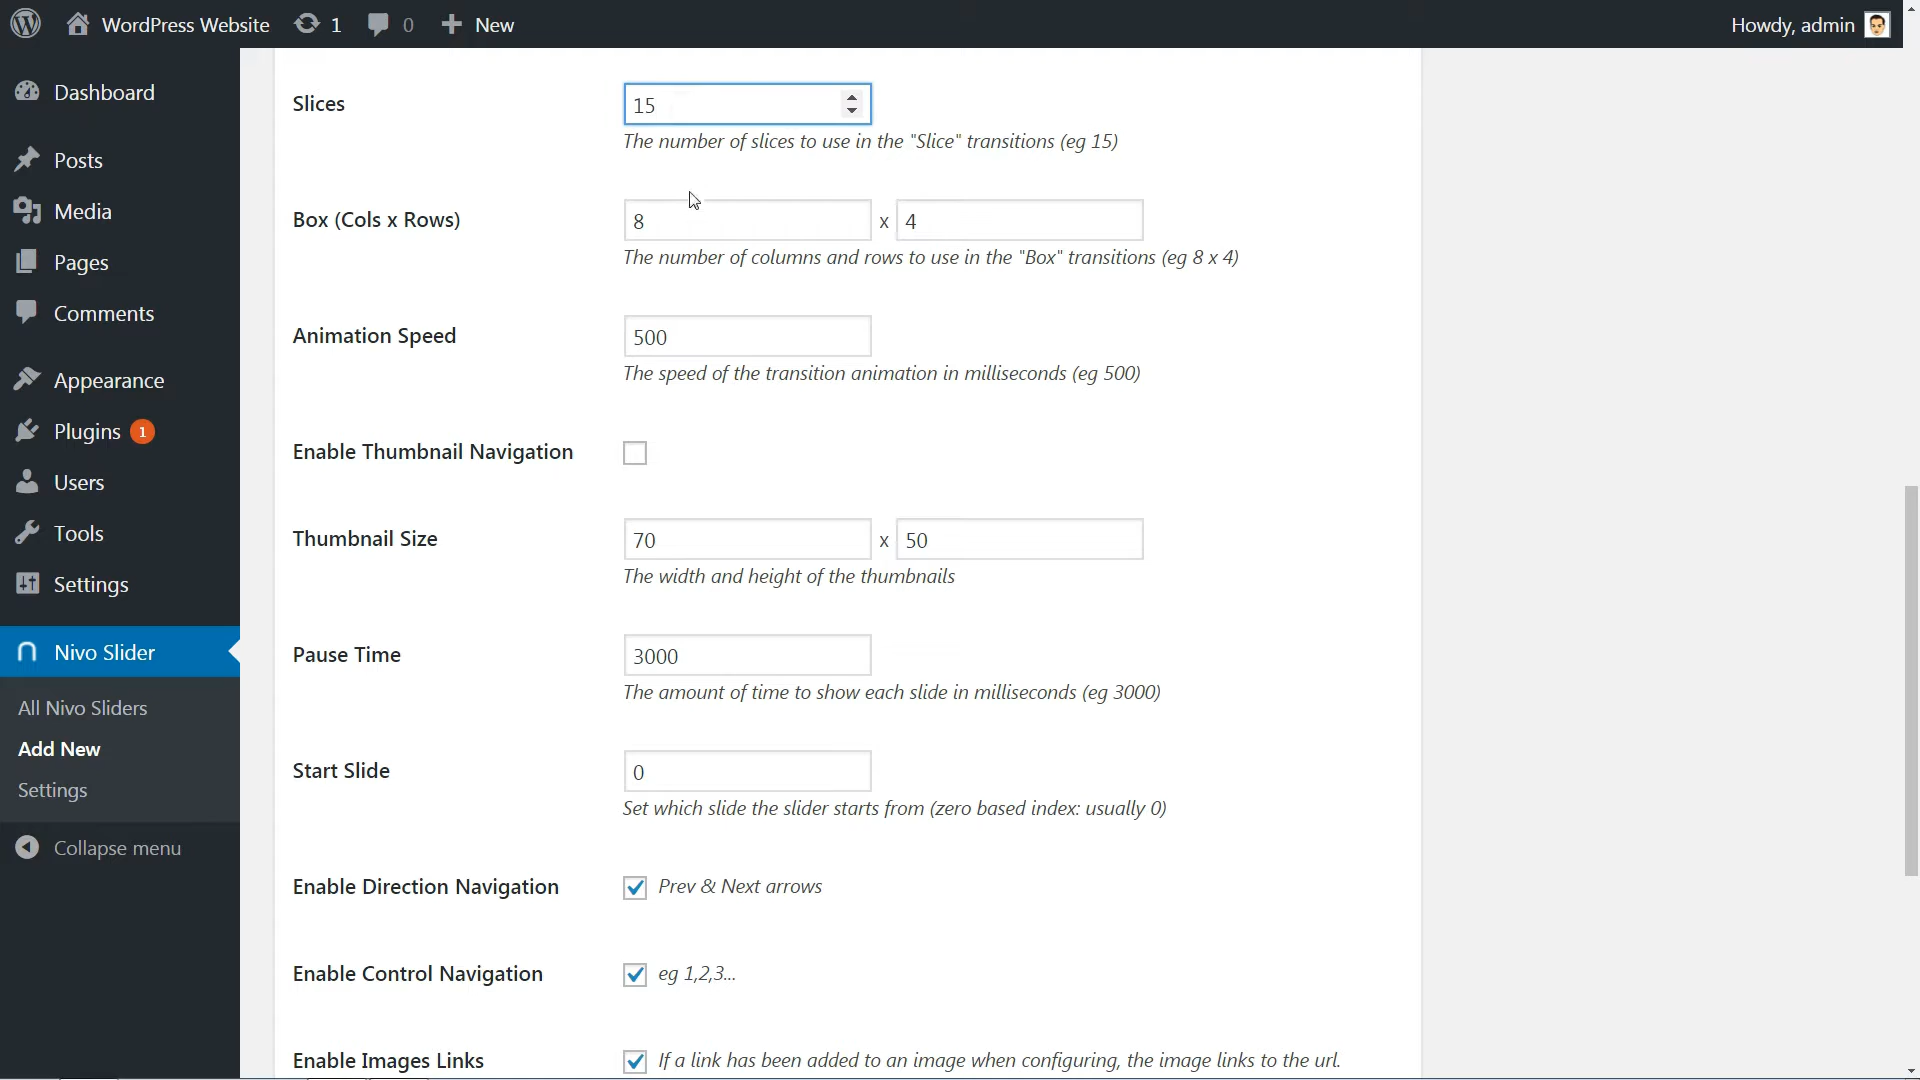 WordPress Website 1 0 New Howdy, admin
Dashboard
Posts
Media
Pages
Comments
Appearance
Plugins 1
Users
Tools
Settings
Nivo Slider
All Nivo Sliders
Add New
Settings
Collapse menu
Slices 15
The number of slices to use in the "Slice" transitions (eg 15)
Box (Cols x Rows) 8 x 4
The number of columns and rows to use in the "Box" transitions (eg 8 x 4)
Animation Speed 500
The speed of the transition animation in milliseconds (eg 500)
Enable Thumbnail Navigation
Thumbnail Size 70 x 50
The width and height of the thumbnails
Pause Time 3000
The amount of time to show each slide in milliseconds (eg 3000)
Start Slide 0
Set which slide the slider starts from (zero based index: usually 0)
Enable Direction Navigation Prev & Next arrows
Enable Control Navigation eg 1,2,3...
Enable Images Links If a link has been added to an image when configuring, the image links to the url.